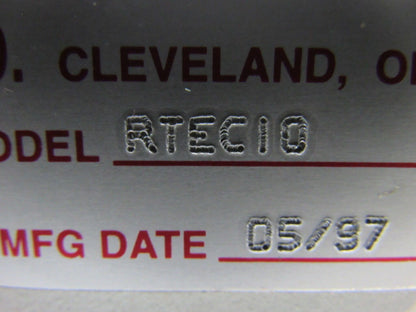 O. CLEVELAND, O
ODEL RTEC10
MFG DATE 05/97